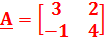 A = [3 2
-1 4]